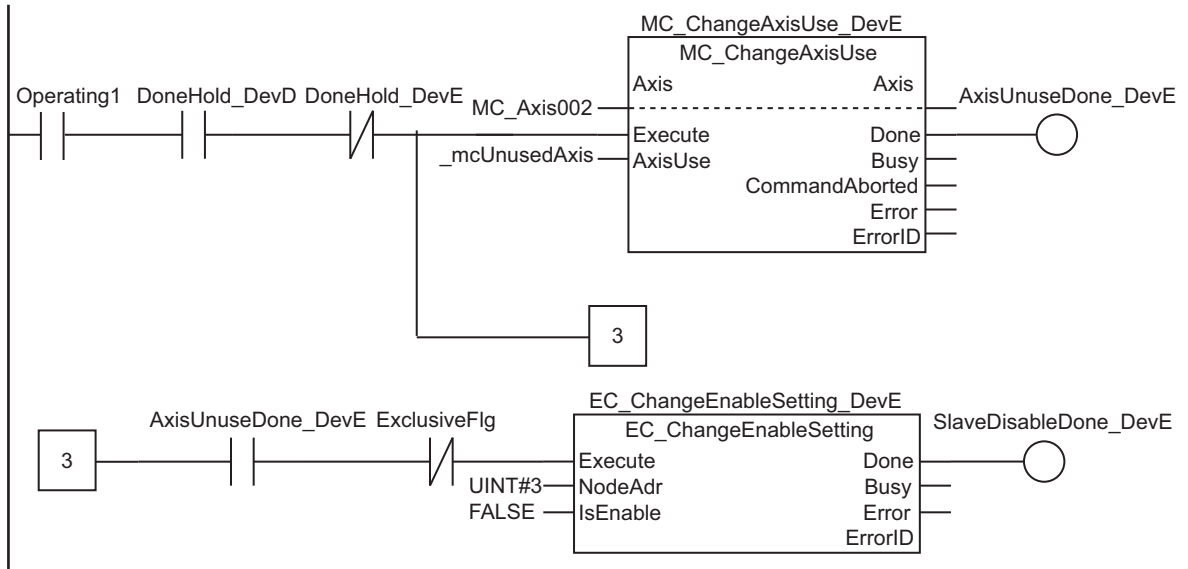 MC_ChangeAxisUse_DevE
MC_ChangeAxisUse
Operating1 DoneHold_DevD DoneHold_DevE
MC_Axis002
Axis Axis
AxisUnuseDone_DevE
Execute Done
_mcUnusedAxis
AxisUse Busy
CommandAborted
Error
ErrorID
3
EC_ChangeEnableSetting_DevE
AxisUnuseDone_DevE ExclusiveFlg
EC_ChangeEnableSetting
SlaveDisableDone_DevE
3
Execute Done
UINT#3 NodeAdr Busy
FALSE IsEnable Error
ErrorID